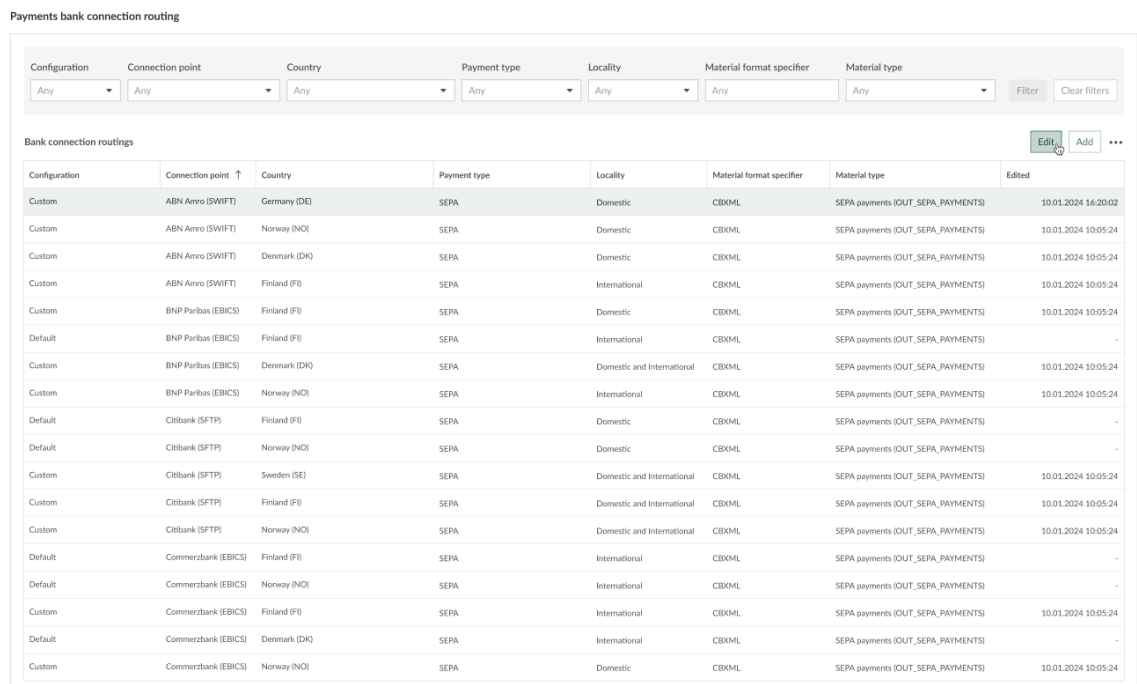 Payments bank connection routing
Configuration Connection point Country Payment type Locality Material format specifier Material type
Any Any Any Any Any Any Any Filter Clear filters
Bank connection routings Edit Add •••
Configuration Connection point ↑ Country Payment type Locality Material format specifier Material type Edited
Custom ABN Amro (SWIFT) Germany (DE) SEPA Domestic CBXML SEPA payments (OUT_SEPA_PAYMENTS) 10.01.2024 16:20:02
Custom ABN Amro (SWIFT) Norway (NO) SEPA Domestic CBXML SEPA payments (OUT_SEPA_PAYMENTS) 10.01.2024 10:05:24
Custom ABN Amro (SWIFT) Denmark (DK) SEPA Domestic CBXML SEPA payments (OUT_SEPA_PAYMENTS) 10.01.2024 10:05:24
Custom ABN Amro (SWIFT) Finland (FI) SEPA International CBXML SEPA payments (OUT_SEPA_PAYMENTS) 10.01.2024 10:05:24
Custom BNP Paribas (EBICS) Finland (FI) SEPA Domestic CBXML SEPA payments (OUT_SEPA_PAYMENTS) 10.01.2024 10:05:24
Default BNP Paribas (EBICS) Finland (FI) SEPA International CBXML SEPA payments (OUT_SEPA_PAYMENTS) -
Custom BNP Paribas (EBICS) Denmark (DK) SEPA Domestic and International CBXML SEPA payments (OUT_SEPA_PAYMENTS) 10.01.2024 10:05:24
Custom BNP Paribas (EBICS) Norway (NO) SEPA International CBXML SEPA payments (OUT_SEPA_PAYMENTS) 10.01.2024 10:05:24
Default Citibank (SFTP) Finland (FI) SEPA Domestic CBXML SEPA payments (OUT_SEPA_PAYMENTS) -
Default Citibank (SFTP) Norway (NO) SEPA Domestic CBXML SEPA payments (OUT_SEPA_PAYMENTS) -
Custom Citibank (SFTP) Sweden (SE) SEPA Domestic and International CBXML SEPA payments (OUT_SEPA_PAYMENTS) 10.01.2024 10:05:24
Custom Citibank (SFTP) Finland (FI) SEPA Domestic and International CBXML SEPA payments (OUT_SEPA_PAYMENTS) 10.01.2024 10:05:24
Custom Citibank (SFTP) Norway (NO) SEPA Domestic and International CBXML SEPA payments (OUT_SEPA_PAYMENTS) 10.01.2024 10:05:24
Default Commerzbank (EBICS) Finland (FI) SEPA International CBXML SEPA payments (OUT_SEPA_PAYMENTS) -
Default Commerzbank (EBICS) Norway (NO) SEPA International CBXML SEPA payments (OUT_SEPA_PAYMENTS) -
Custom Commerzbank (EBICS) Finland (FI) SEPA International CBXML SEPA payments (OUT_SEPA_PAYMENTS) 10.01.2024 10:05:24
Default Commerzbank (EBICS) Denmark (DK) SEPA International CBXML SEPA payments (OUT_SEPA_PAYMENTS) -
Custom Commerzbank (EBICS) Norway (NO) SEPA Domestic CBXML SEPA payments (OUT_SEPA_PAYMENTS) 10.01.2024 10:05:24